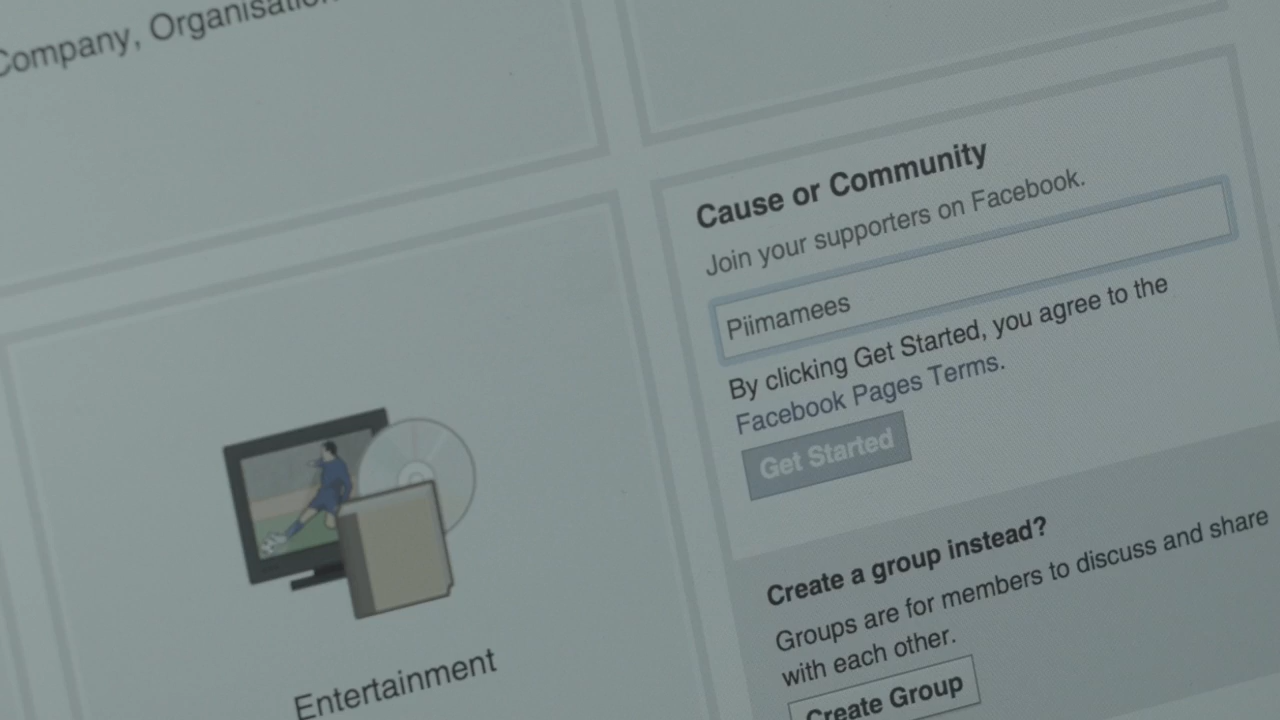 Company, Organisation
Cause or Community
Join your supporters on Facebook.
Piimamees
By clicking Get Started, you agree to the
Facebook Pages Terms.
Get Started
Create a group instead?
Groups are for members to discuss and share
with each other.
Create Group
Entertainment